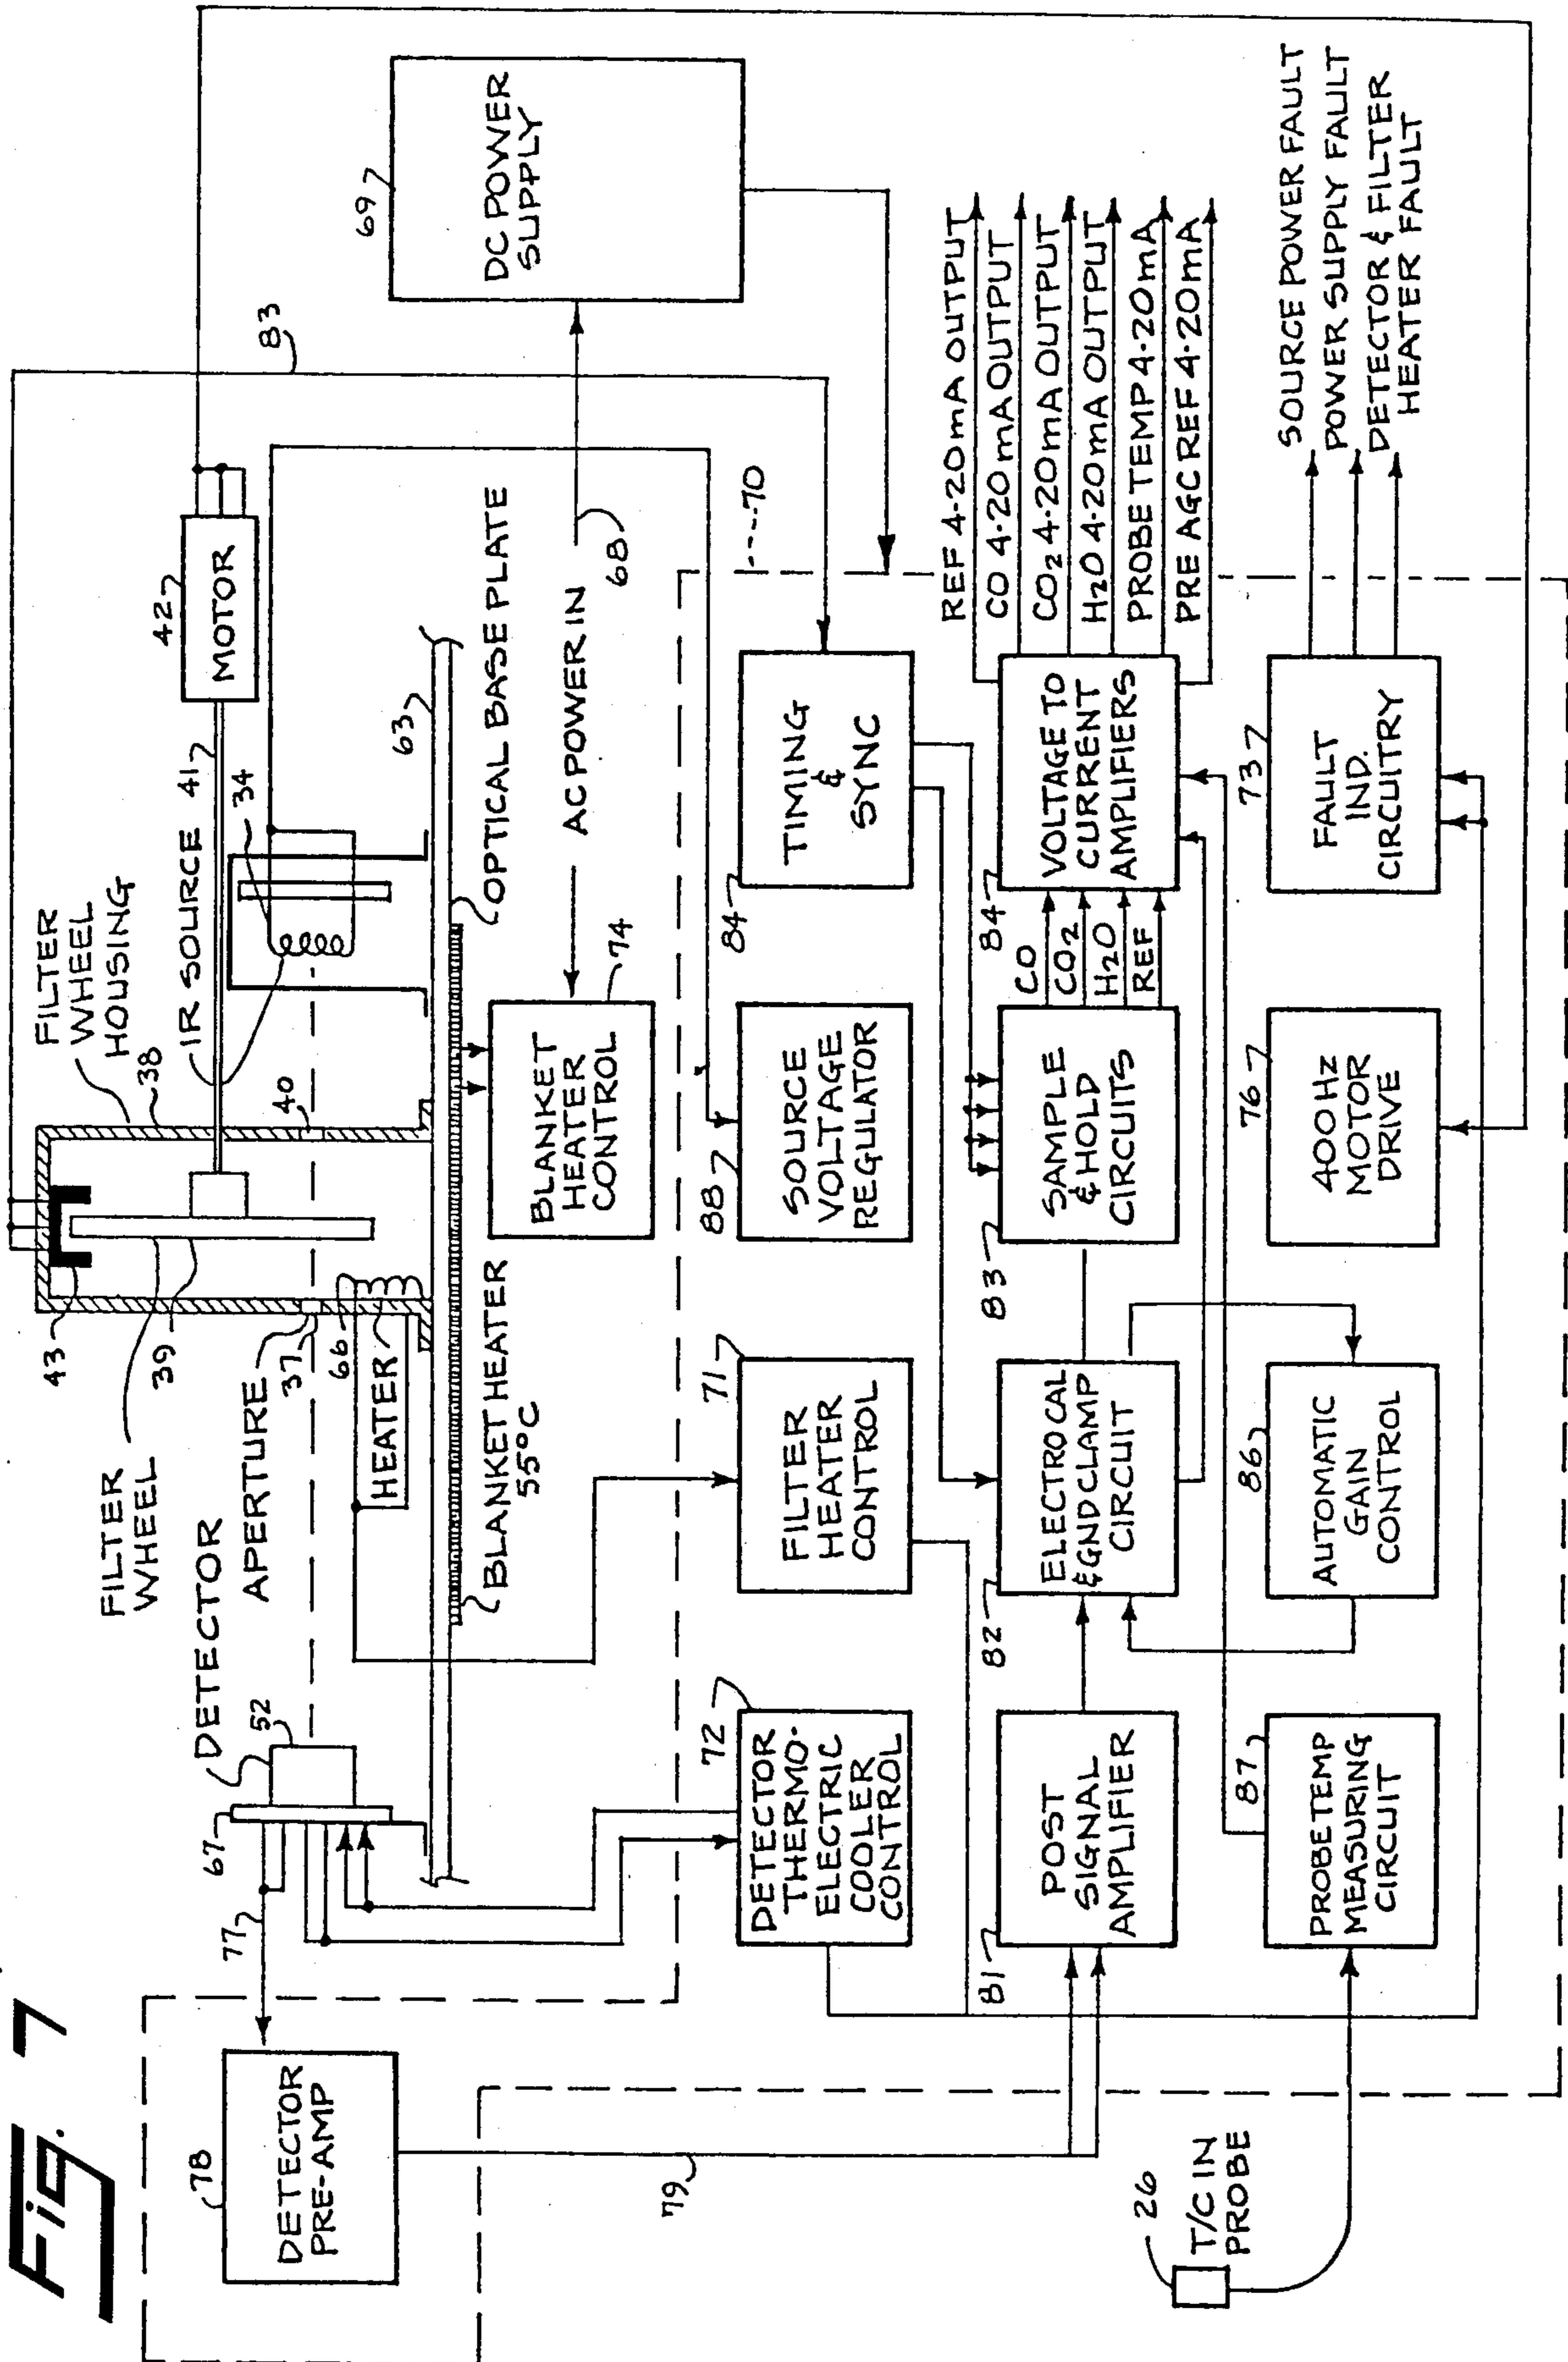 Fig. 7
78
DETECTOR
PRE-AMP
77
67
DETECTOR
52
APERTURE
37
FILTER
WHEEL
39
43
66
HEATER
FILTER
WHEEL
HOUSING
38
40
IR SOURCE 41
34
42
MOTOR
63
OPTICAL BASE PLATE
BLANKET HEATER
55°C
BLANKET
HEATER
CONTROL
74
AC POWER IN
68
83
69
DC POWER
SUPPLY
70
79
72
DETECTOR
THERMO-
ELECTRIC
COOLER
CONTROL
71
FILTER
HEATER
CONTROL
88
SOURCE
VOLTAGE
REGULATOR
84
TIMING
&
SYNC
81
POST
SIGNAL
AMPLIFIER
82
ELECTRO CAL
& GND CLAMP
CIRCUIT
83
SAMPLE
& HOLD
CIRCUITS
CO
CO2
H2O
REF
84
VOLTAGE TO
CURRENT
AMPLIFIERS
REF 4-20mA OUTPUT
CO 4-20mA OUTPUT
CO2 4-20mA OUTPUT
H2O 4-20mA OUTPUT
PROBE TEMP 4-20mA
PRE AGC REF 4-20mA
26
T/C IN
PROBE
87
PROBE TEMP
MEASURING
CIRCUIT
86
AUTOMATIC
GAIN
CONTROL
76
400 Hz
MOTOR
DRIVE
73
FAULT
IND.
CIRCUITRY
SOURCE POWER FAULT
POWER SUPPLY FAULT
DETECTOR & FILTER
HEATER FAULT